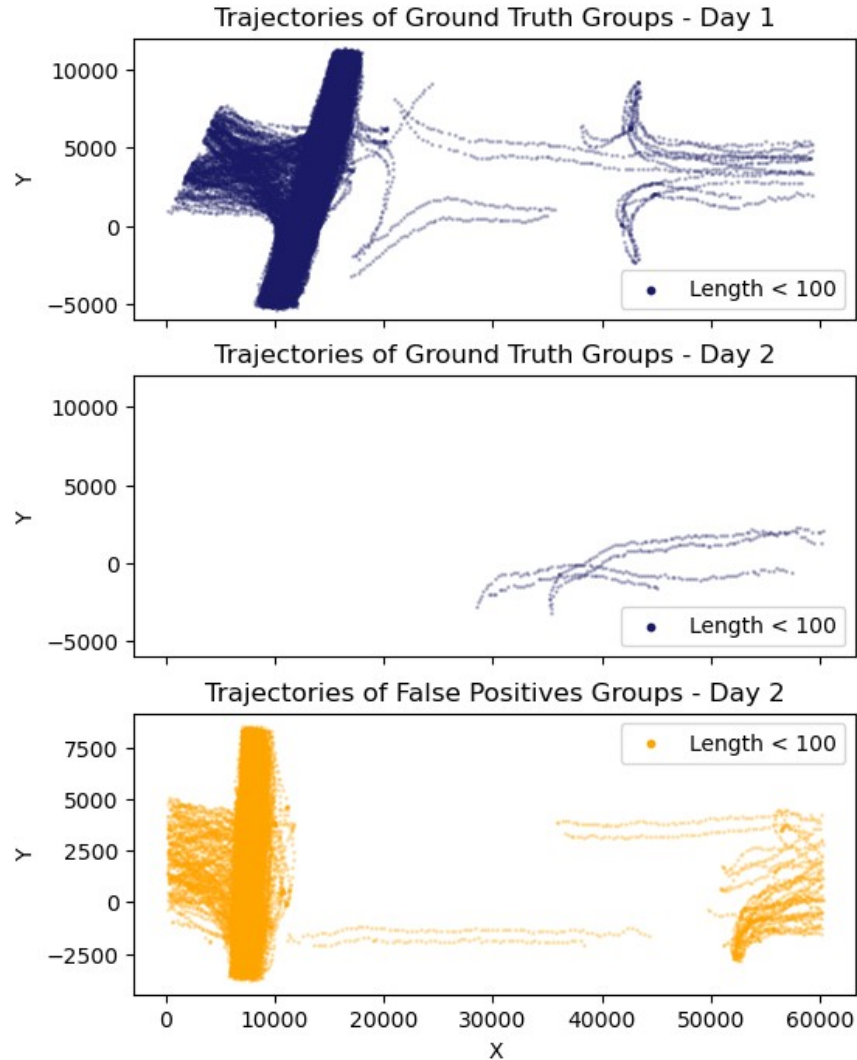 Trajectories of Ground Truth Groups - Day 1
10000
5000
0
−5000
Y
Length < 100
Trajectories of Ground Truth Groups - Day 2
10000
5000
0
−5000
Y
Length < 100
Trajectories of False Positives Groups - Day 2
7500
5000
2500
0
−2500
Y
Length < 100
0 10000 20000 30000 40000 50000 60000
X